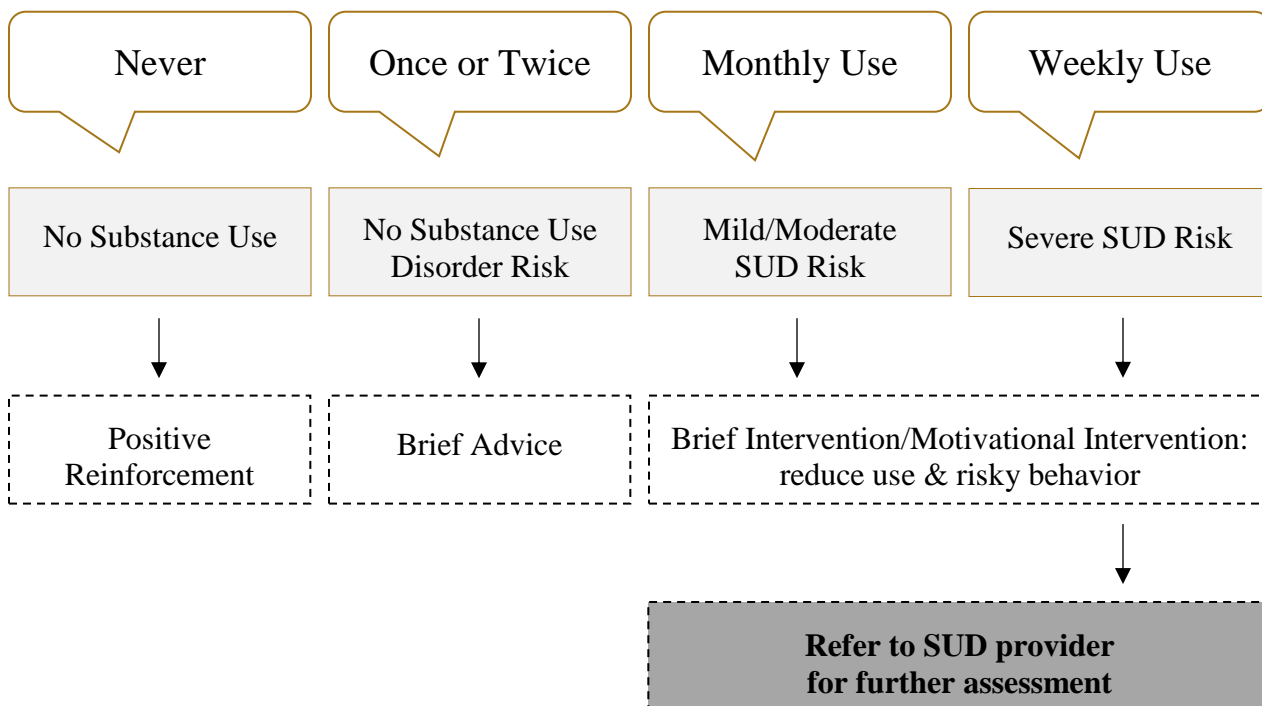 Never
Once or Twice
Monthly Use
Weekly Use
No Substance Use
No Substance Use
Disorder Risk
Mild/Moderate
SUD Risk
Severe SUD Risk
Positive
Reinforcement
Brief Advice
Brief Intervention/Motivational Intervention:
reduce use & risky behavior
Refer to SUD provider
for further assessment